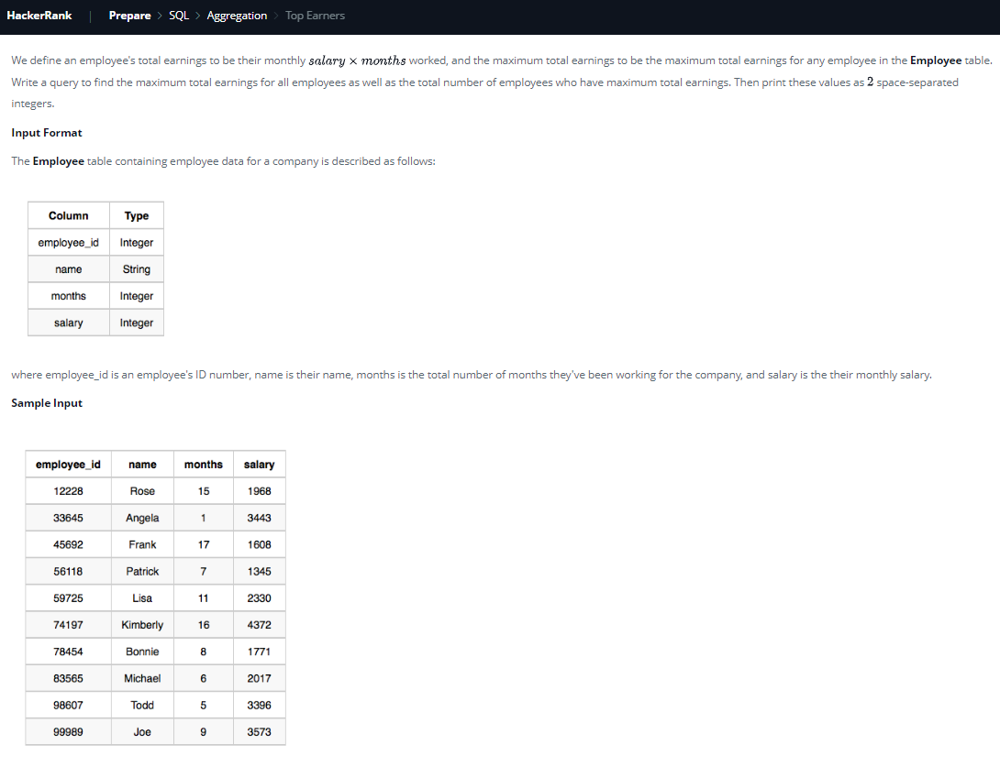 HackerRank | Prepare > SQL > Aggregation > Top Earners
We define an employee's total earnings to be their monthly salary × months worked, and the maximum total earnings to be the maximum total earnings for any employee in the Employee table.
Write a query to find the maximum total earnings for all employees as well as the total number of employees who have maximum total earnings. Then print these values as 2 space-separated
integers.
Input Format
The Employee table containing employee data for a company is described as follows:
Column Type
employee_id Integer
name String
months Integer
salary Integer
where employee_id is an employee's ID number, name is their name, months is the total number of months they've been working for the company, and salary is the their monthly salary.
Sample Input
employee_id name months salary
12228 Rose 15 1968
33645 Angela 1 3443
45692 Frank 17 1608
56118 Patrick 7 1345
59725 Lisa 11 2330
74197 Kimberly 16 4372
78454 Bonnie 8 1771
83565 Michael 6 2017
98607 Todd 5 3396
99989 Joe 9 3573